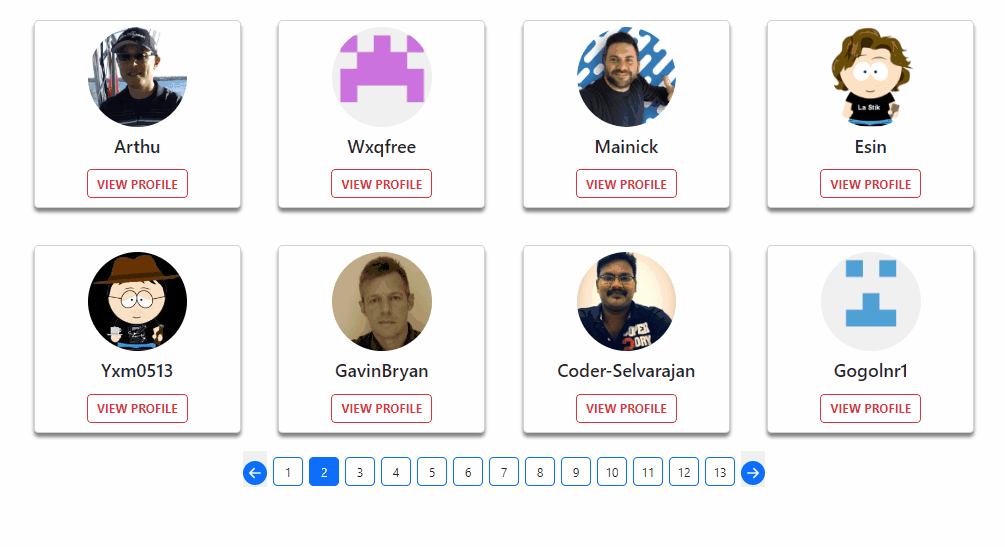 Arthu Wxqfree Mainick Esin
VIEW PROFILE VIEW PROFILE VIEW PROFILE VIEW PROFILE
La Stik
Yxm0513 GavinBryan Coder-Selvarajan Gogolnr1
VIEW PROFILE VIEW PROFILE VIEW PROFILE VIEW PROFILE
1 2 3 4 5 6 7 8 9 10 11 12 13